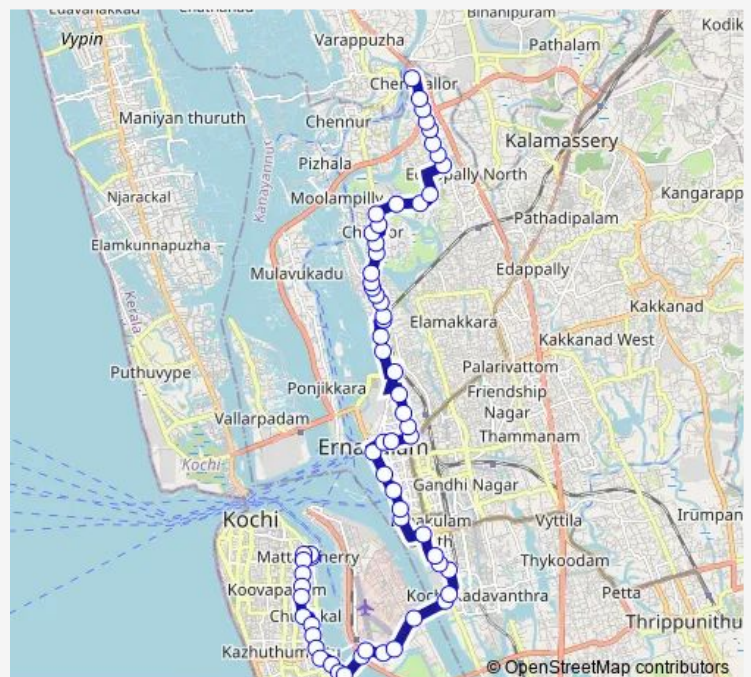 Binanipuram
Kodik
Varappuzha
Vypin
Pathalam
Maniyan thuruth
Chennur
Kalamassery
Pizhala
Kanayannur
Njarackal
Moolampilly
Kangarapp
Elamkunnapuzha
Pathadipalam
Mulavukadu
Edappally
Kerala
Kakkanad
Elamakkara
Kakkanad West
Puthuvype
Palarivattom
Ponjikkara
Friendship
Nagar
Vallarpadam
Thammanam
Kochi
Gandhi Nagar
Kochi
Vyttila
Irumpan
Thykoodam
Petta
Thrippunithu
© OpenStreetMap contributors